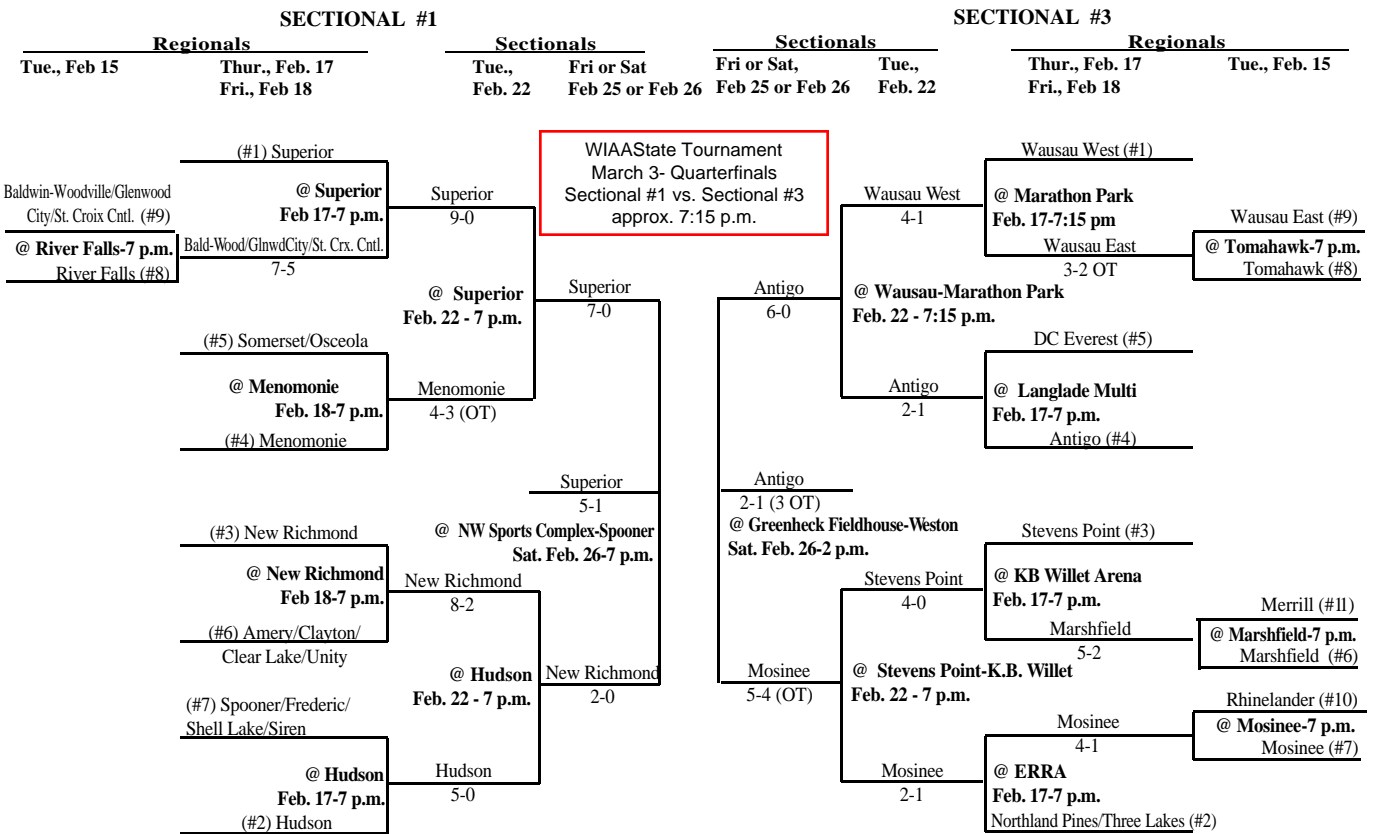 SECTIONAL #1
Regionals
Sectionals
Tue., Feb 15
Thur., Feb. 17
Fri., Feb 18
Tue.,
Feb. 22
Fri or Sat
Feb 25 or Feb 26
(#1) Superior
Baldwin-Woodville/Glenwood
City/St. Croix Cntl. (#9)
@ River Falls-7 p.m.
River Falls (#8)
@ Superior
Feb 17-7 p.m.
Bald-Wood/GlnwdCity/St. Crx. Cntl.
7-5
Superior
9-0
@ Superior
Feb. 22 - 7 p.m.
(#5) Somerset/Osceola
@ Menomonie
Feb. 18-7 p.m.
(#4) Menomonie
Menomonie
4-3 (OT)
Superior
7-0
Superior
5-1
@ NW Sports Complex-Spooner
Sat. Feb. 26-7 p.m.
(#3) New Richmond
@ New Richmond
Feb 18-7 p.m.
(#6) Amery/Clayton/
Clear Lake/Unity
New Richmond
8-2
@ Hudson
Feb. 22 - 7 p.m.
New Richmond
2-0
(#7) Spooner/Frederic/
Shell Lake/Siren
@ Hudson
Feb. 17-7 p.m.
(#2) Hudson
Hudson
5-0
WIAAState Tournament
March 3- Quarterfinals
Sectional #1 vs. Sectional #3
approx. 7:15 p.m.
SECTIONAL #3
Sectionals
Regionals
Fri or Sat,
Feb 25 or Feb 26
Tue.,
Feb. 22
Thur., Feb. 17
Fri., Feb 18
Tue., Feb. 15
Wausau West (#1)
Wausau West
4-1
@ Marathon Park
Feb. 17-7:15 pm
Wausau East
3-2 OT
Wausau East (#9)
@ Tomahawk-7 p.m.
Tomahawk (#8)
Antigo
6-0
@ Wausau-Marathon Park
Feb. 22 - 7:15 p.m.
DC Everest (#5)
Antigo
2-1
@ Langlade Multi
Feb. 17-7 p.m.
Antigo (#4)
Antigo
2-1 (3 OT)
@ Greenheck Fieldhouse-Weston
Sat. Feb. 26-2 p.m.
Stevens Point (#3)
Stevens Point
4-0
@ KB Willet Arena
Feb. 17-7 p.m.
Marshfield
5-2
Merrill (#11)
@ Marshfield-7 p.m.
Marshfield (#6)
Mosinee
5-4 (OT)
@ Stevens Point-K.B. Willet
Feb. 22 - 7 p.m.
Mosinee
4-1
Rhinelander (#10)
@ Mosinee-7 p.m.
Mosinee (#7)
Mosinee
2-1
@ ERRA
Feb. 17-7 p.m.
Northland Pines/Three Lakes (#2)